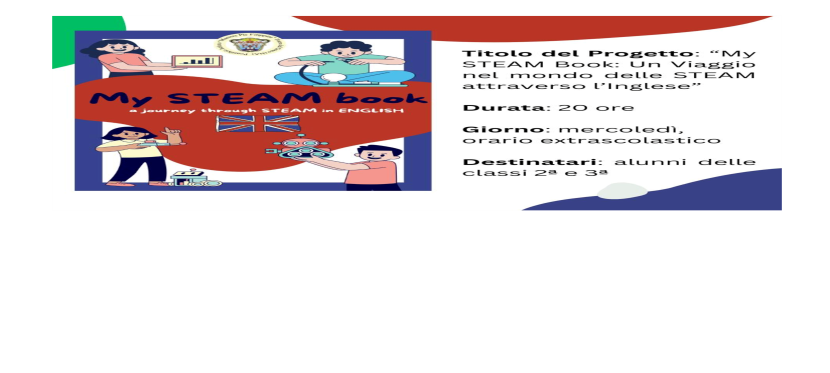 My STEAM book
a journey through STEAM in ENGLISH
Titolo del Progetto: “My
STEAM Book: Un Viaggio
nel mondo delle STEAM
attraverso l’Inglese”
Durata: 20 ore
Giorno: mercoledì,
orario extrascolastico
Destinatari: alunni delle
classi 2ª e 3ª